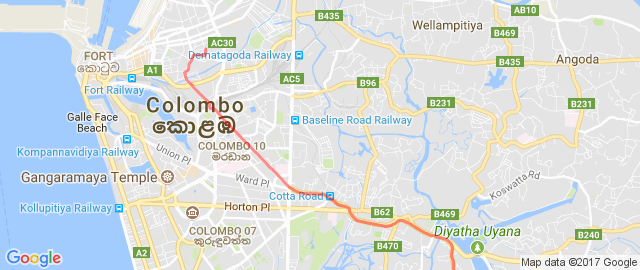 B435
AB10
Wellampitiya
B469
AC30
FORT
කොටුව
Dematagoda Railway
B435
Angoda
A1
AC5
B96
Fort Railway
B231
B231
Colombo
කොළඹ
Galle Face
Beach
Baseline Road Railway
COLOMBO 10
මරදාන
Kompannavidiya Railway
Union Pl
Gangaramaya Temple
Ward Pl
Koswatta Rd
Cotta Road
Kollupitiya Railway
Horton Pl
B62
B469
COLOMBO 07
කුරුඳුවත්ත
Diyatha Uyana
B240
A2
B470
Google
Map data ©2017 Google